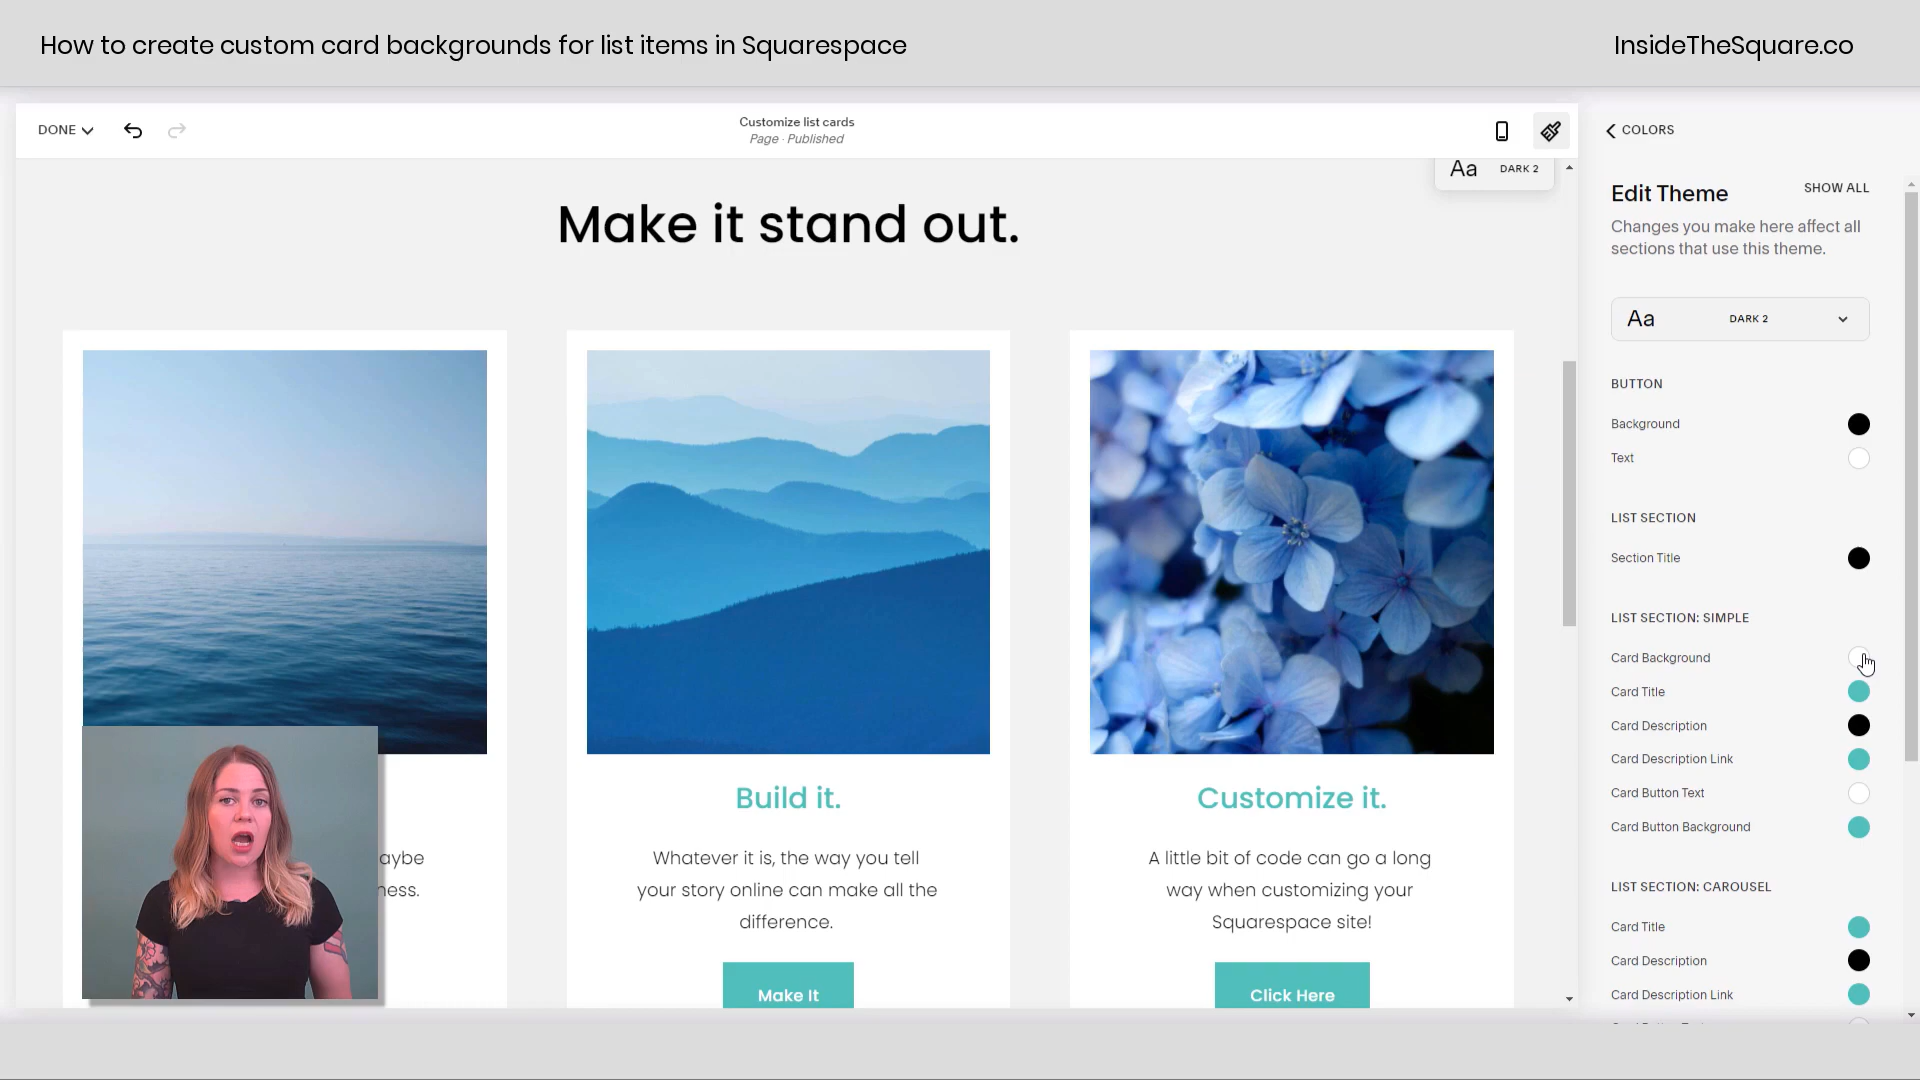 How to create custom card backgrounds for list items in Squarespace
InsideTheSquare.co
DONE
Customize list cards
Page · Published
Aa DARK 2
Make it stand out.
aybe
ness.
Build it.
Whatever it is, the way you tell
your story online can make all the
difference.
Make It
Customize it.
A little bit of code can go a long
way when customizing your
Squarespace site!
Click Here
COLORS
Edit Theme
SHOW ALL
Changes you make here affect all
sections that use this theme.
Aa DARK 2
BUTTON
Background
Text
LIST SECTION
Section Title
LIST SECTION: SIMPLE
Card Background
Card Title
Card Description
Card Description Link
Card Button Text
Card Button Background
LIST SECTION: CAROUSEL
Card Title
Card Description
Card Description Link